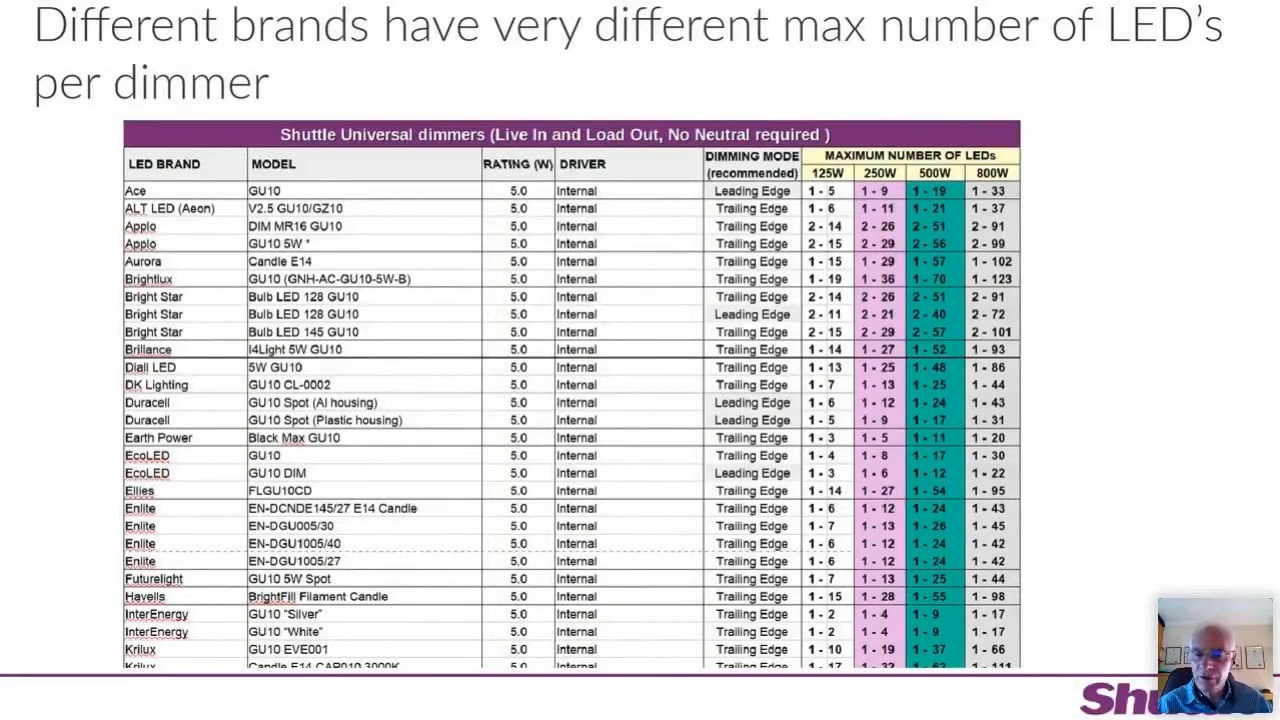 Different brands have very different max number of LED's
per dimmer
Shuttle Universal dimmers (Live In and Load Out, No Neutral required )
LED BRAND MODEL RATING (W) DRIVER DIMMING MODE (recommended) MAXIMUM NUMBER OF LEDs
125W 250W 500W 800W
Ace GU10 5.0 Internal Leading Edge 1 - 5 1 - 9 1 - 19 1 - 33
ALT LED (Aeon) V2.5 GU10/GZ10 5.0 Internal Trailing Edge 1 - 6 1 - 11 1 - 21 1 - 37
Applo DIM MR16 GU10 5.0 Internal Trailing Edge 2 - 14 2 - 26 2 - 51 2 - 91
Applo GU10 5W * 5.0 Internal Trailing Edge 2 - 15 2 - 29 2 - 56 2 - 99
Aurora Candle E14 5.0 Internal Trailing Edge 1 - 15 1 - 29 1 - 57 1 - 102
Brightlux GU10 (GNH-AC-GU10-5W-B) 5.0 Internal Trailing Edge 1 - 19 1 - 36 1 - 70 1 - 123
Bright Star Bulb LED 128 GU10 5.0 Internal Trailing Edge 2 - 14 2 - 26 2 - 51 2 - 91
Bright Star Bulb LED 128 GU10 5.0 Internal Leading Edge 2 - 11 2 - 21 2 - 40 2 - 72
Bright Star Bulb LED 145 GU10 5.0 Internal Trailing Edge 2 - 15 2 - 29 2 - 57 2 - 101
Brillance I4Light 5W GU10 5.0 Internal Trailing Edge 1 - 14 1 - 27 1 - 52 1 - 93
Diall LED 5W GU10 5.0 Internal Trailing Edge 1 - 13 1 - 25 1 - 48 1 - 86
DK Lighting GU10 CL-0002 5.0 Internal Trailing Edge 1 - 7 1 - 13 1 - 25 1 - 44
Duracell GU10 Spot (Al housing) 5.0 Internal Leading Edge 1 - 6 1 - 12 1 - 24 1 - 43
Duracell GU10 Spot (Plastic housing) 5.0 Internal Leading Edge 1 - 5 1 - 9 1 - 17 1 - 31
Earth Power Black Max GU10 5.0 Internal Trailing Edge 1 - 3 1 - 5 1 - 11 1 - 20
EcoLED GU10 5.0 Internal Trailing Edge 1 - 4 1 - 8 1 - 17 1 - 30
EcoLED GU10 DIM 5.0 Internal Leading Edge 1 - 3 1 - 6 1 - 12 1 - 22
Ellies FLGU10CD 5.0 Internal Trailing Edge 1 - 14 1 - 27 1 - 54 1 - 95
Enlite EN-DCNDE145/27 E14 Candle 5.0 Internal Trailing Edge 1 - 6 1 - 12 1 - 24 1 - 43
Enlite EN-DGU005/30 5.0 Internal Trailing Edge 1 - 7 1 - 13 1 - 26 1 - 45
Enlite EN-DGU1005/40 5.0 Internal Trailing Edge 1 - 6 1 - 12 1 - 24 1 - 42
Enlite EN-DGU1005/27 5.0 Internal Trailing Edge 1 - 6 1 - 12 1 - 24 1 - 42
Futurelight GU10 5W Spot 5.0 Internal Trailing Edge 1 - 7 1 - 13 1 - 25 1 - 44
Havells BrightFill Filament Candle 5.0 Internal Trailing Edge 1 - 15 1 - 28 1 - 55 1 - 98
InterEnergy GU10 "Silver" 5.0 Internal Trailing Edge 1 - 2 1 - 4 1 - 9 1 - 17
InterEnergy GU10 "White" 5.0 Internal Trailing Edge 1 - 2 1 - 4 1 - 9 1 - 17
Krilux GU10 EVE001 5.0 Internal Trailing Edge 1 - 10 1 - 19 1 - 37 1 - 66
Krilux Candle E14 CAR010 3000K 5.0 Internal Trailing Edge 1 - 17